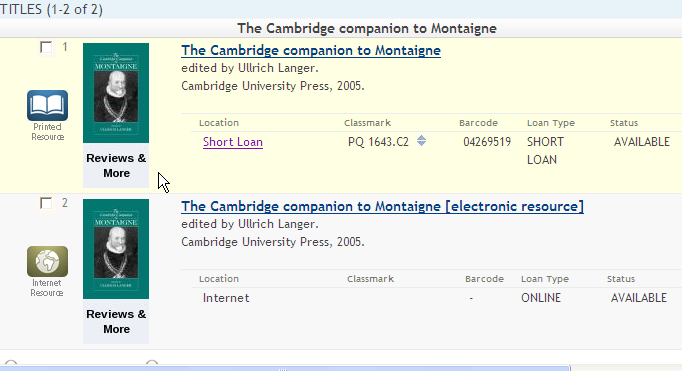 TITLES (1-2 of 2)
The Cambridge companion to Montaigne
1
The Cambridge companion to Montaigne
edited by Ullrich Langer.
Cambridge University Press, 2005.
MONTAIGNE
Printed
Resource
Reviews &
More
Location Classmark Barcode Loan Type Status
Short Loan PQ 1643.C2 04269519 SHORT LOAN AVAILABLE
2
The Cambridge companion to Montaigne [electronic resource]
edited by Ullrich Langer.
Cambridge University Press, 2005.
MONTAIGNE
Internet
Resource
Reviews &
More
Location Classmark Barcode Loan Type Status
Internet - ONLINE AVAILABLE